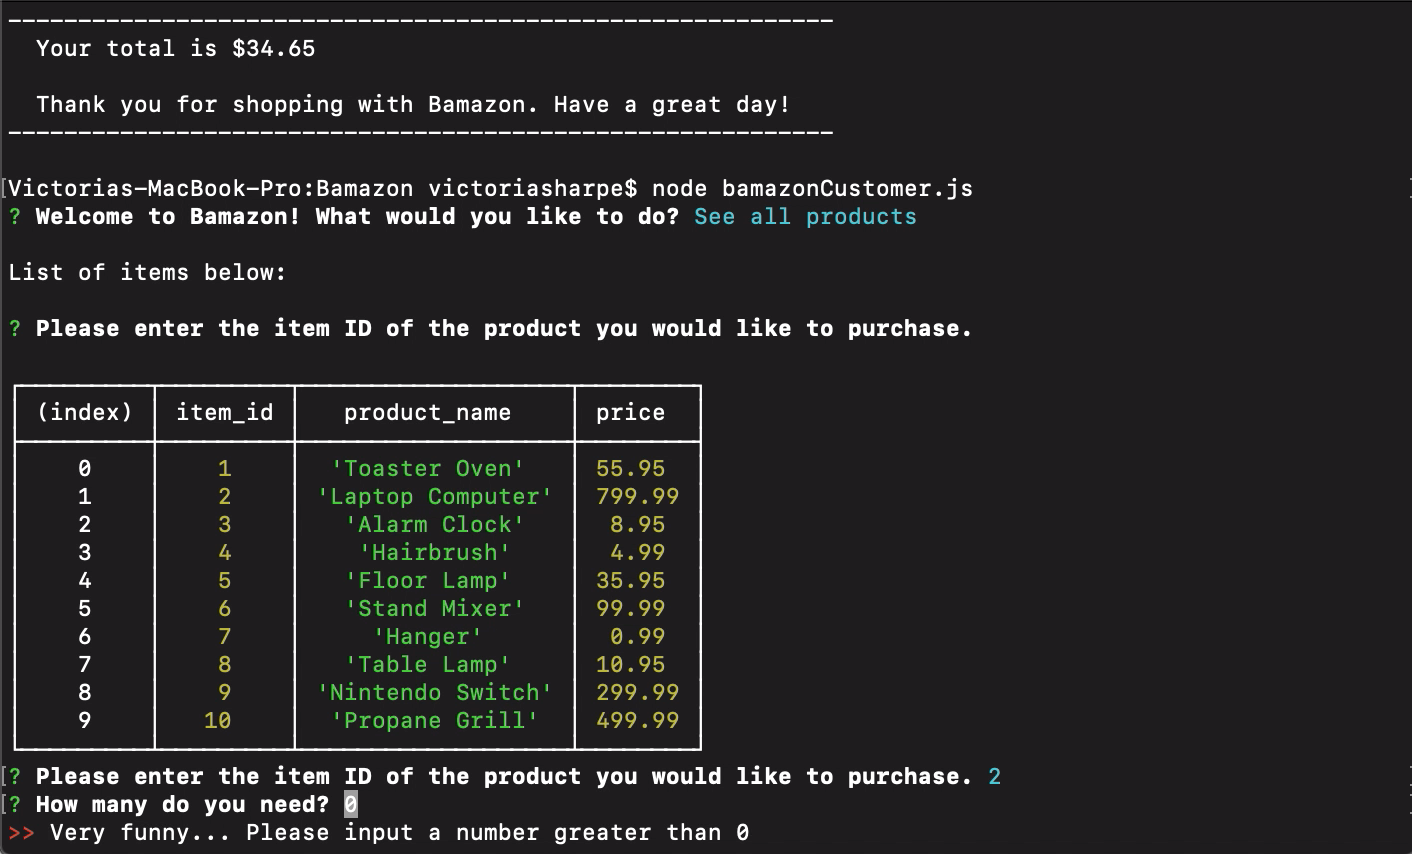 Your total is $34.65
Thank you for shopping with Bamazon. Have a great day!
[Victorias-MacBook-Pro:Bamazon victoriasharpe$ node bamazonCustomer.js
? Welcome to Bamazon! What would you like to do? See all products
List of items below:
? Please enter the item ID of the product you would like to purchase.
(index) item_id product_name price
0 1 'Toaster Oven' 55.95
1 2 'Laptop Computer' 799.99
2 3 'Alarm Clock' 8.95
3 4 'Hairbrush' 4.99
4 5 'Floor Lamp' 35.95
5 6 'Stand Mixer' 99.99
6 7 'Hanger' 0.99
7 8 'Table Lamp' 10.95
8 9 'Nintendo Switch' 299.99
9 10 'Propane Grill' 499.99
[? Please enter the item ID of the product you would like to purchase. 2
[? How many do you need? 0
>> Very funny... Please input a number greater than 0